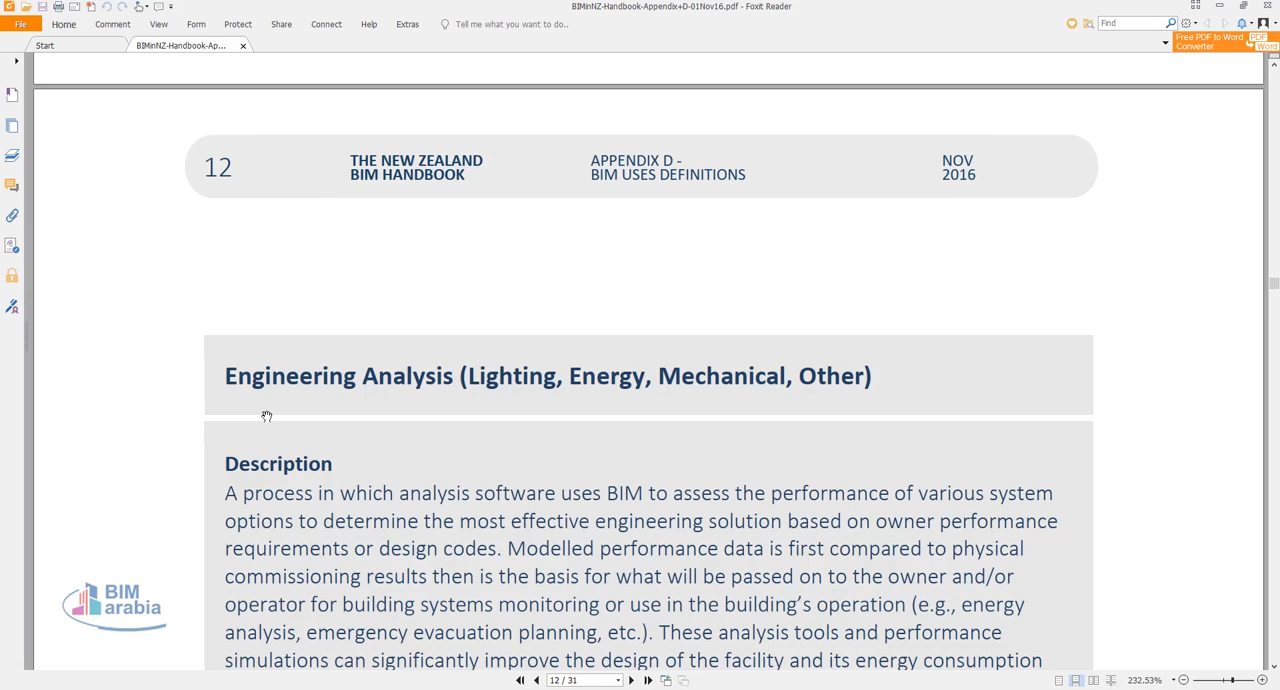 BIMinNZ-Handbook-Appendix+D-01Nov16.pdf - Foxit Reader
File Home Comment View Form Protect Share Connect Help Extras Tell me what you want to do.. Find
Start BIMinNZ-Handbook-Ap...
Free PDF to Word
Converter
PDF
Word
12
THE NEW ZEALAND
BIM HANDBOOK
APPENDIX D -
BIM USES DEFINITIONS
NOV
2016
Engineering Analysis (Lighting, Energy, Mechanical, Other)
Description
A process in which analysis software uses BIM to assess the performance of various system
options to determine the most effective engineering solution based on owner performance
requirements or design codes. Modelled performance data is first compared to physical
commissioning results then is the basis for what will be passed on to the owner and/or
operator for building systems monitoring or use in the building’s operation (e.g., energy
analysis, emergency evacuation planning, etc.). These analysis tools and performance
simulations can significantly improve the design of the facility and its energy consumption
BIM
arabia
12 / 31
232.53%